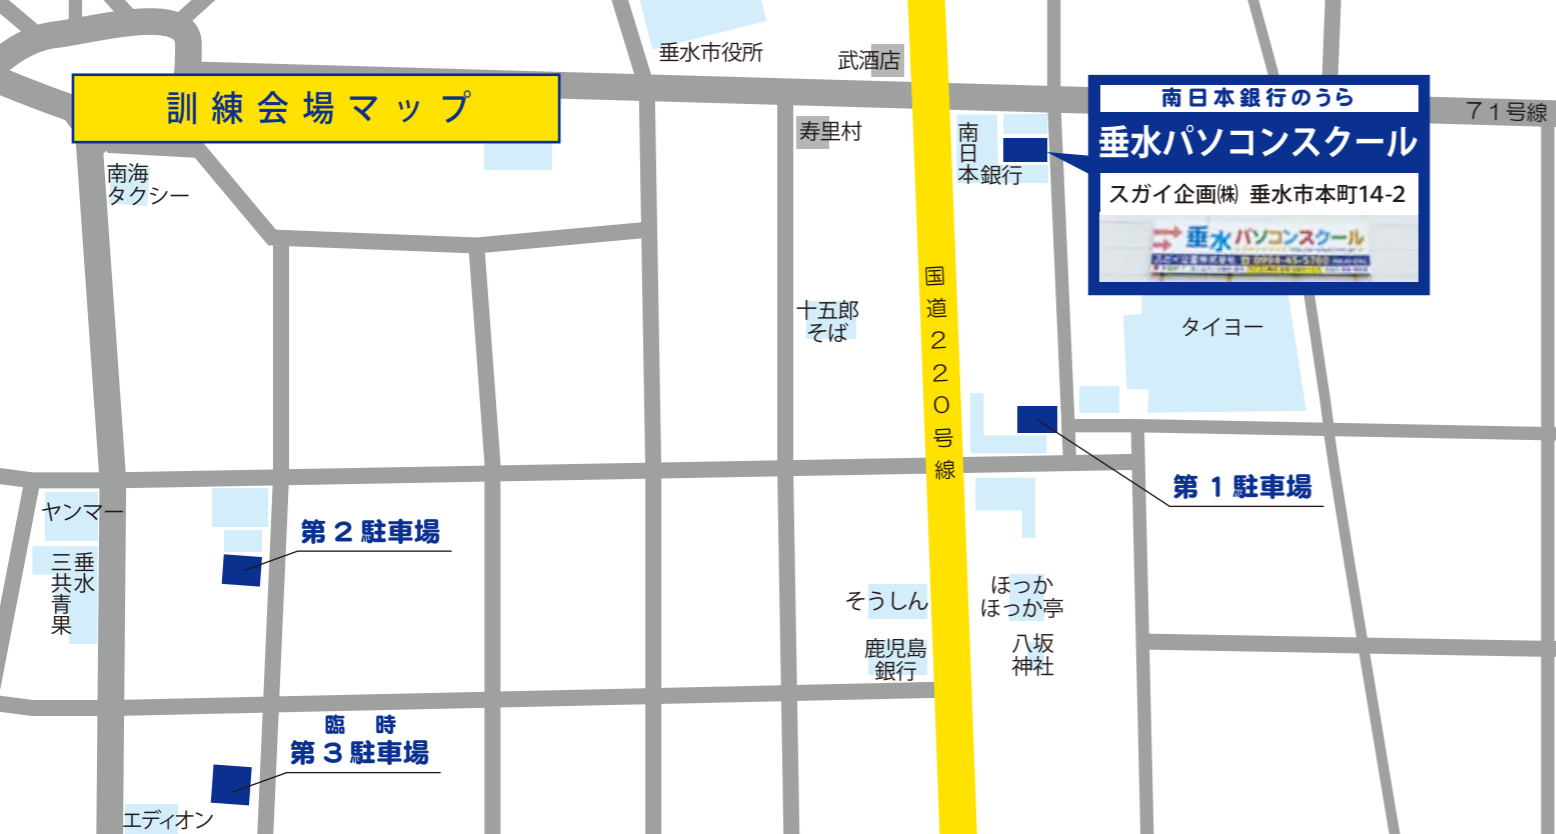 垂水市役所
武酒店
訓練会場マップ
南日本銀行のうら
71号線
寿里村
南日本銀行
垂水パソコンスクール
南海
タクシー
スガイ企画㈱ 垂水市本町14-2
垂水パソコンスクール
国道220号線
十五郎
そば
タイヨー
第1駐車場
ヤンマー
第2駐車場
垂水
三共青果
そうしん
ほっか
ほっか亭
鹿児島
銀行
八坂
神社
臨時
第3駐車場
エディオン